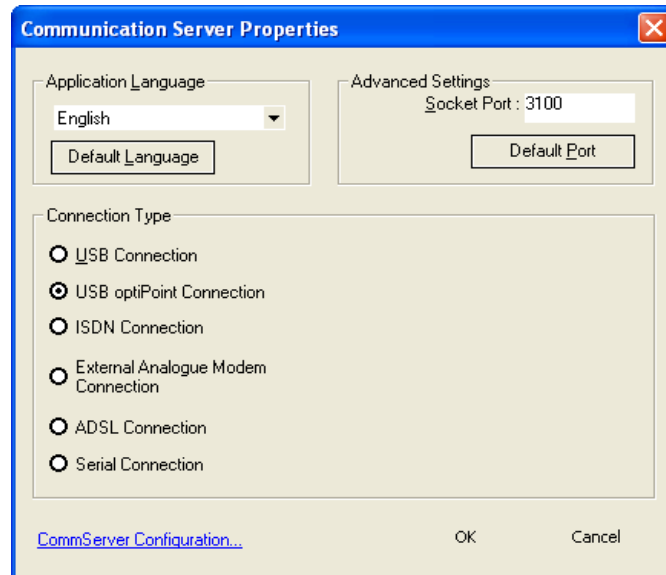 Communication Server Properties
Application Language
English
Default Language
Advanced Settings
Socket Port : 3100
Default Port
Connection Type
USB Connection
USB optiPoint Connection
ISDN Connection
External Analogue Modem
Connection
ADSL Connection
Serial Connection
CommServer Configuration...
OK
Cancel